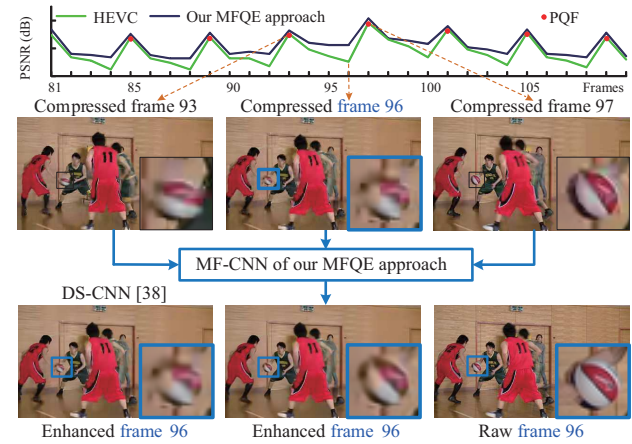 HEVC Our MFQE approach PQF
PSNR (dB)
81 85 90 95 100 105 Frames
Compressed frame 93 Compressed frame 96 Compressed frame 97
11 11 11
MF-CNN of our MFQE approach
DS-CNN [38]
11 11 11
Enhanced frame 96 Enhanced frame 96 Raw frame 96